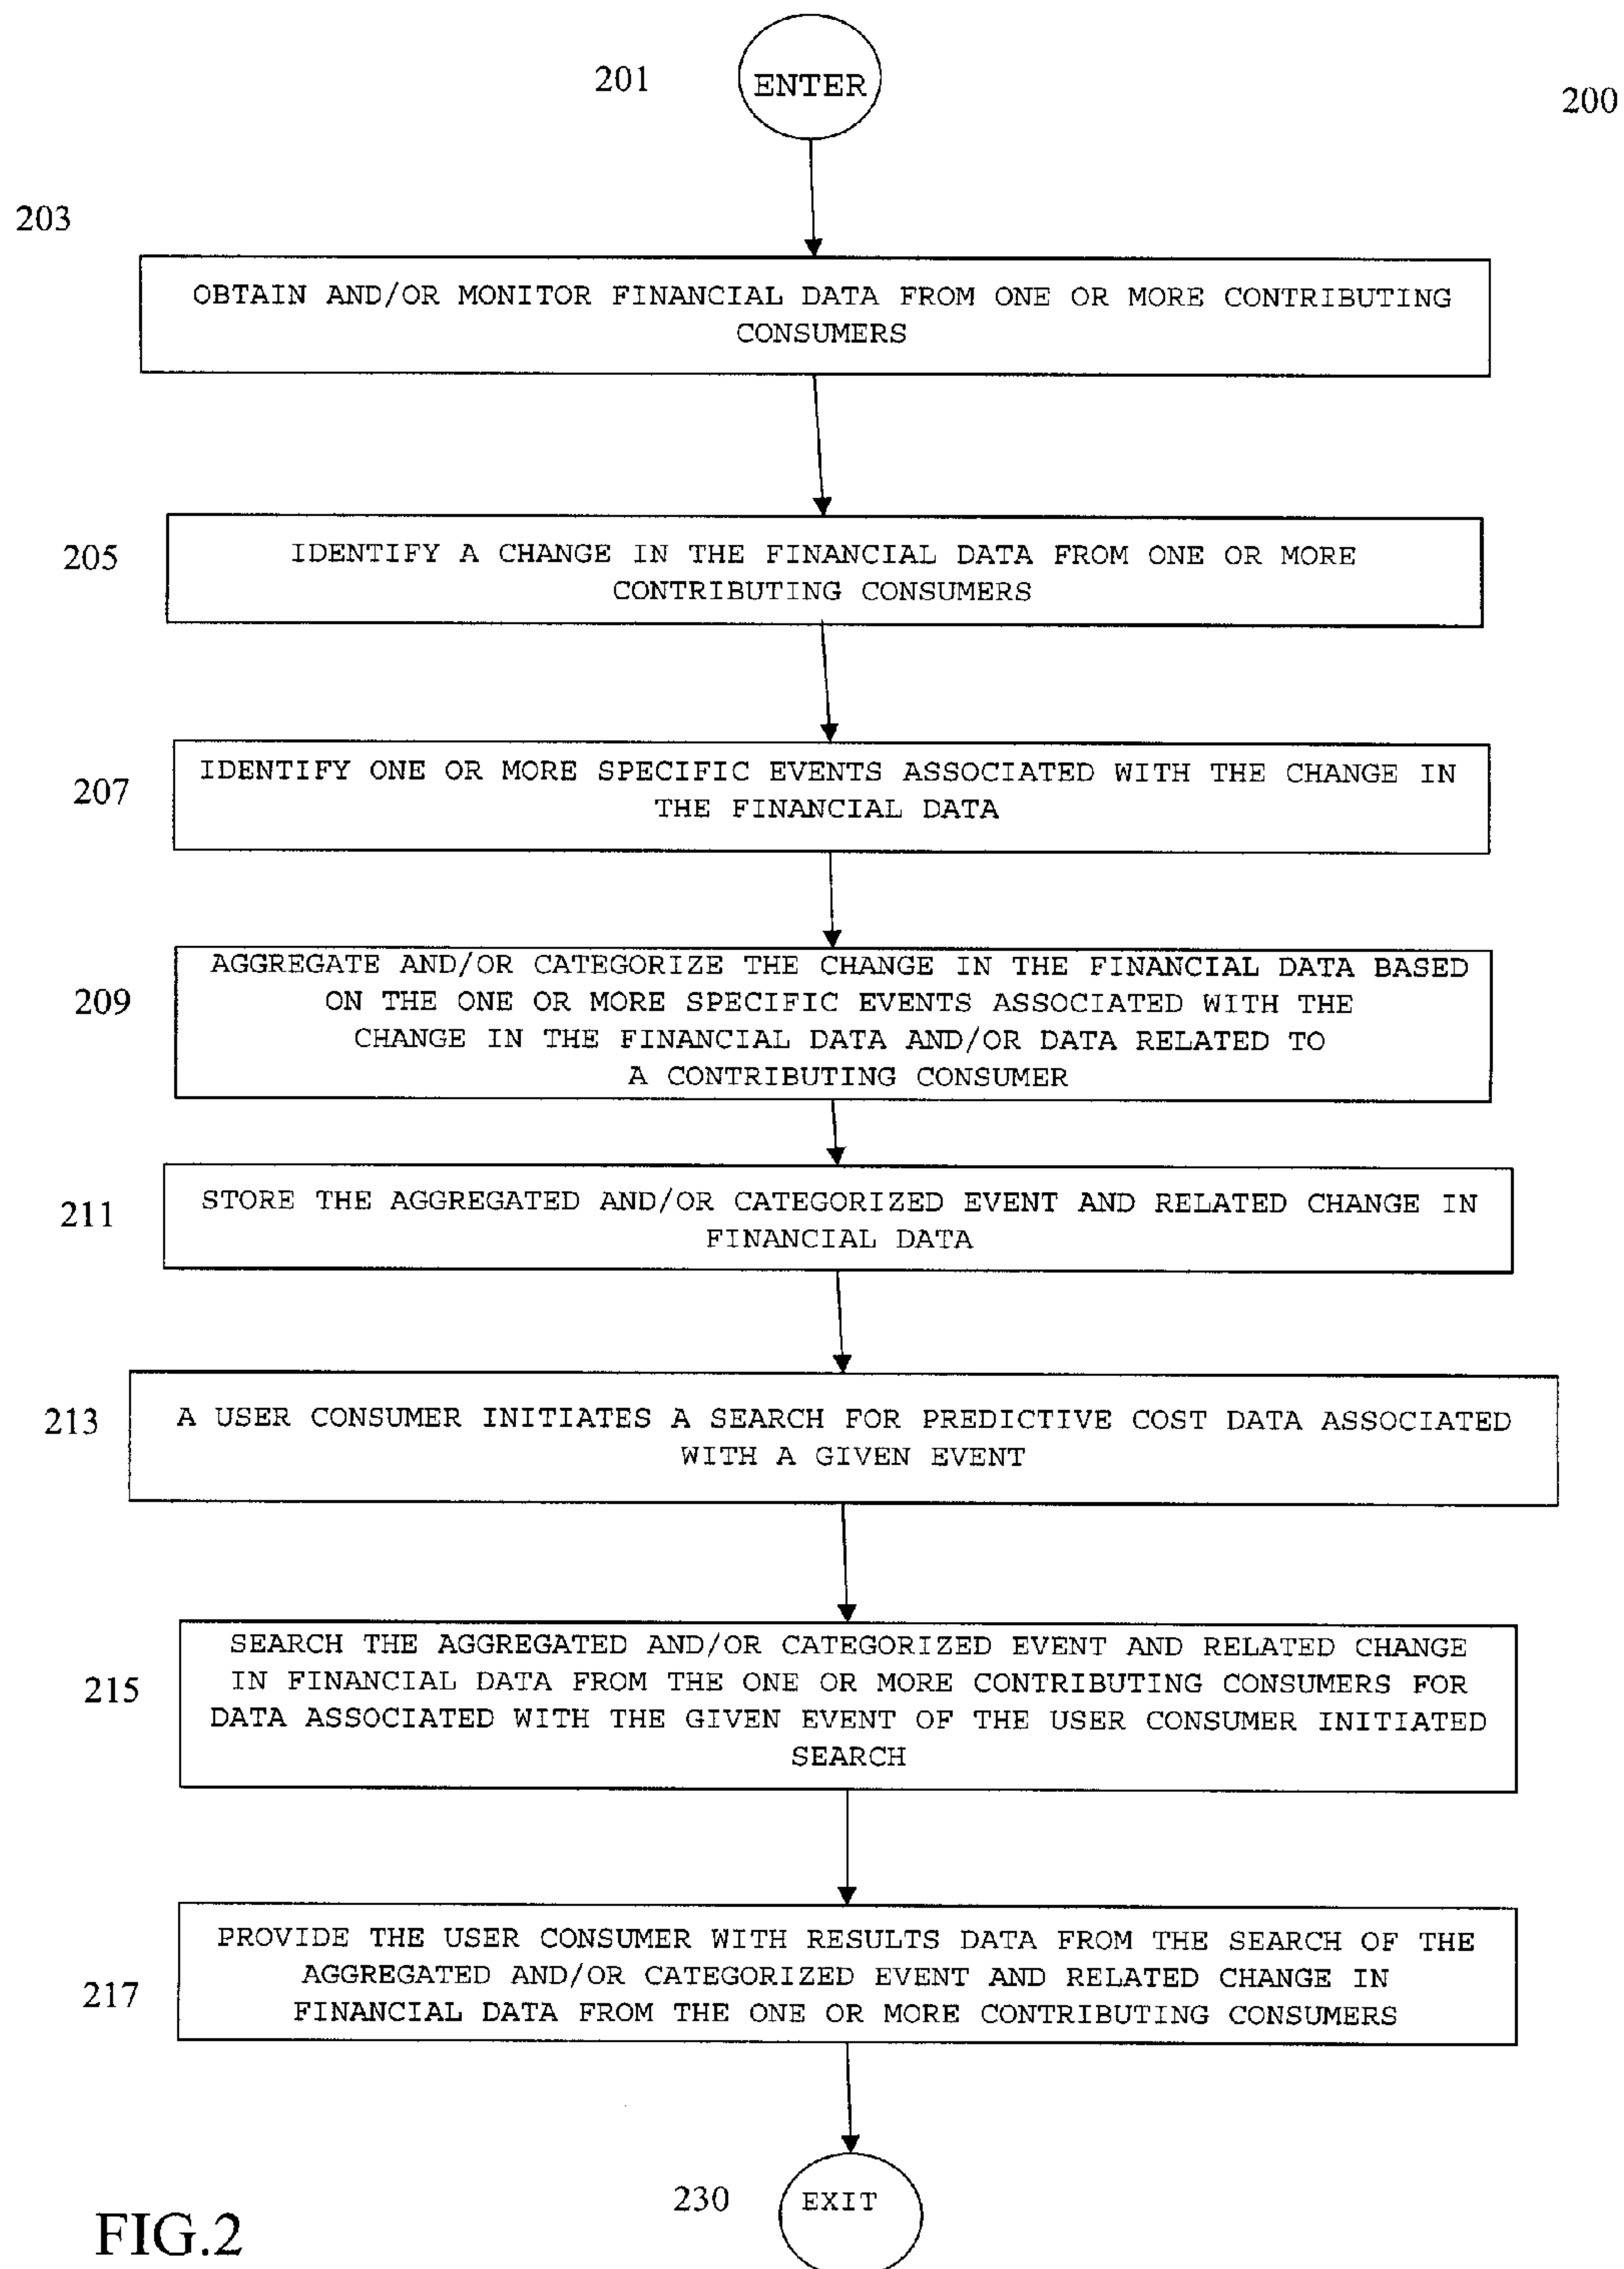 201
ENTER
200
203
OBTAIN AND/OR MONITOR FINANCIAL DATA FROM ONE OR MORE CONTRIBUTING
CONSUMERS
205
IDENTIFY A CHANGE IN THE FINANCIAL DATA FROM ONE OR MORE
CONTRIBUTING CONSUMERS
207
IDENTIFY ONE OR MORE SPECIFIC EVENTS ASSOCIATED WITH THE CHANGE IN
THE FINANCIAL DATA
209
AGGREGATE AND/OR CATEGORIZE THE CHANGE IN THE FINANCIAL DATA BASED
ON THE ONE OR MORE SPECIFIC EVENTS ASSOCIATED WITH THE
CHANGE IN THE FINANCIAL DATA AND/OR DATA RELATED TO
A CONTRIBUTING CONSUMER
211
STORE THE AGGREGATED AND/OR CATEGORIZED EVENT AND RELATED CHANGE IN
FINANCIAL DATA
213
A USER CONSUMER INITIATES A SEARCH FOR PREDICTIVE COST DATA ASSOCIATED
WITH A GIVEN EVENT
215
SEARCH THE AGGREGATED AND/OR CATEGORIZED EVENT AND RELATED CHANGE
IN FINANCIAL DATA FROM THE ONE OR MORE CONTRIBUTING CONSUMERS FOR
DATA ASSOCIATED WITH THE GIVEN EVENT OF THE USER CONSUMER INITIATED
SEARCH
217
PROVIDE THE USER CONSUMER WITH RESULTS DATA FROM THE SEARCH OF THE
AGGREGATED AND/OR CATEGORIZED EVENT AND RELATED CHANGE IN
FINANCIAL DATA FROM THE ONE OR MORE CONTRIBUTING CONSUMERS
230
EXIT
FIG.2